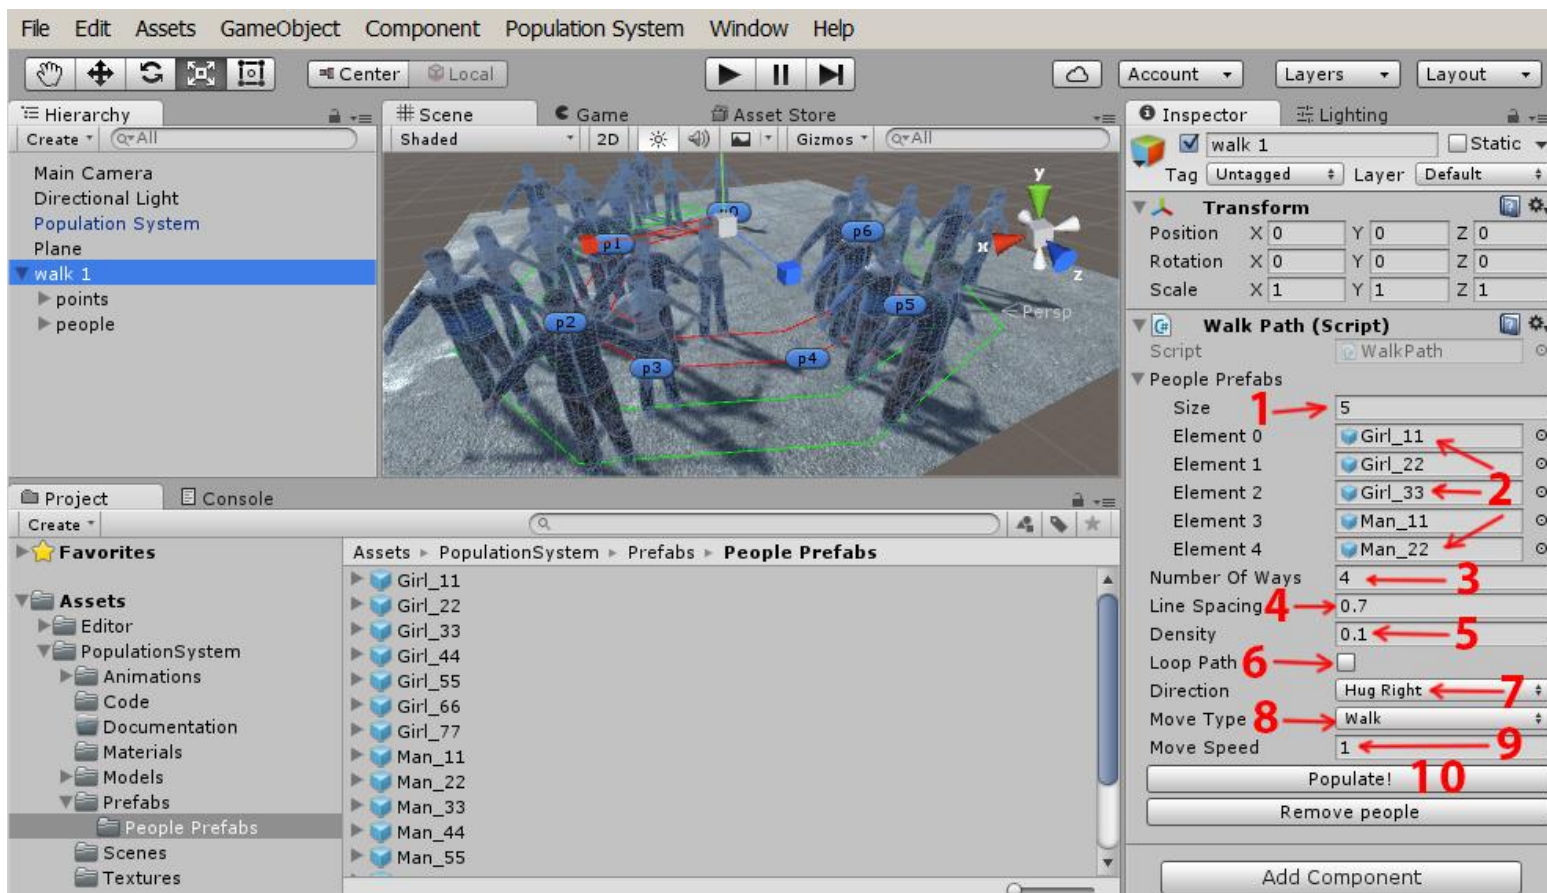 File Edit Assets GameObject Component Population System Window Help
Center Local Account Layers Layout
Hierarchy
Create All
Main Camera
Directional Light
Population System
Plane
walk 1
points
people
Scene Game Asset Store
Shaded 2D Gizmos All
y
x
z
Persp
p1
p6
p5
p2
p3
p4
Inspector Lighting
walk 1 Static
Tag Untagged Layer Default
Transform
Position X 0 Y 0 Z 0
Rotation X 0 Y 0 Z 0
Scale X 1 Y 1 Z 1
Walk Path (Script)
Script WalkPath
People Prefabs
Size 1 5
Element 0 Girl_11
Element 1 Girl_22
Element 2 Girl_33 2
Element 3 Man_11
Element 4 Man_22
Number Of Ways 4 3
Line Spacing 4 0.7
Density 0.1 5
Loop Path 6
Direction Hug Right 7
Move Type 8 Walk
Move Speed 1 9
Populate! 10
Remove people
Add Component
Project Console
Create
Favorites
Assets
Editor
PopulationSystem
Animations
Code
Documentation
Materials
Models
Prefabs
People Prefabs
Scenes
Textures
Assets PopulationSystem Prefabs People Prefabs
Girl_11
Girl_22
Girl_33
Girl_44
Girl_55
Girl_66
Girl_77
Man_11
Man_22
Man_33
Man_44
Man_55